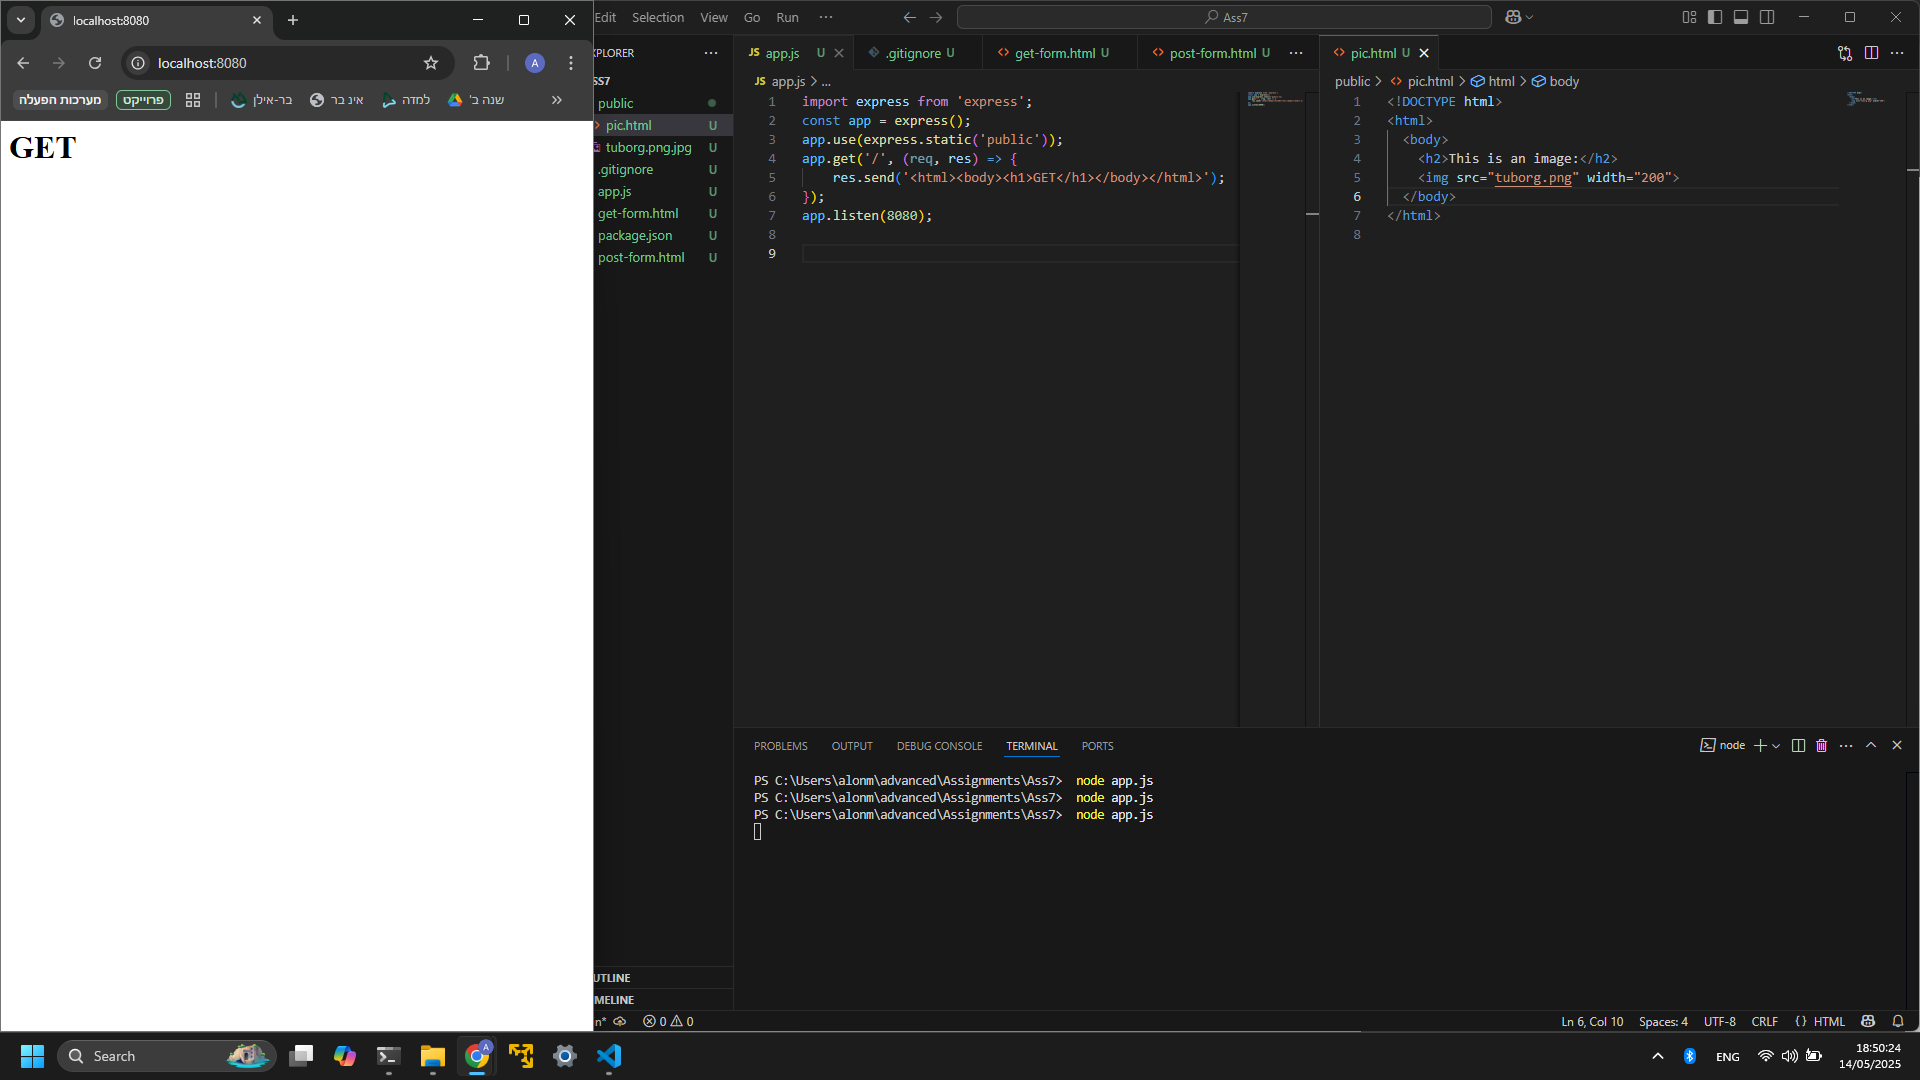 localhost:8080
localhost:8080
A
מערכות הפעלה
פרוייקט
בר-אילן
אינ בר
למדה
שנה ב'
GET
Edit Selection View Go Run
Ass7
XPLORER
SS7
public
pic.html U
tuborg.png.jpg U
.gitignore U
app.js U
get-form.html U
package.json U
post-form.html U
UTLINE
MELINE
JS app.js U
.gitignore U
get-form.html U
post-form.html U
JS app.js > ...
1 import express from 'express';
2 const app = express();
3 app.use(express.static('public'));
4 app.get('/', (req, res) => {
5 res.send('<html><body><h1>GET</h1></body></html>');
6 });
7 app.listen(8080);
8
9
pic.html U
public > pic.html > html > body
1 <!DOCTYPE html>
2 <html>
3 <body>
4 <h2>This is an image:</h2>
5 <img src="tuborg.png" width="200">
6 </body>
7 </html>
8
PROBLEMS OUTPUT DEBUG CONSOLE TERMINAL PORTS
node
PS C:\Users\alonm\advanced\Assignments\Ass7> node app.js
PS C:\Users\alonm\advanced\Assignments\Ass7> node app.js
PS C:\Users\alonm\advanced\Assignments\Ass7> node app.js
n* 0 0
Ln 6, Col 10 Spaces: 4 UTF-8 CRLF {} HTML
Search
A
ENG
18:50:24
14/05/2025